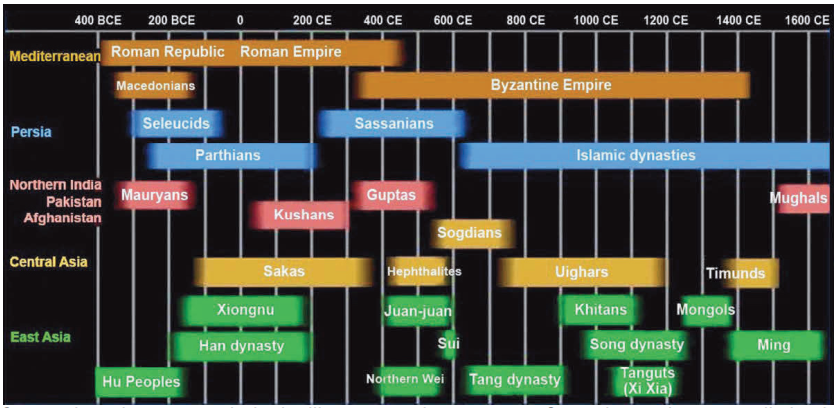 400 BCE 200 BCE 0 200 CE 400 CE 600 CE 800 CE 1000 CE 1200 CE 1400 CE 1600 CE
Mediterranean Roman Republic Roman Empire
Macedonians Byzantine Empire
Persia Seleucids Sassanians
Parthians Islamic dynasties
Northern India
Pakistan
Afghanistan
Mauryans Guptas Mughals
Kushans
Sogdians
Central Asia Sakas Hephthalites Uighars Timunds
Xiongnu Juan-juan Khitans Mongols
East Asia Han dynasty Sui Song dynasty Ming
Hu Peoples Northern Wei Tang dynasty Tanguts
(Xi Xia)